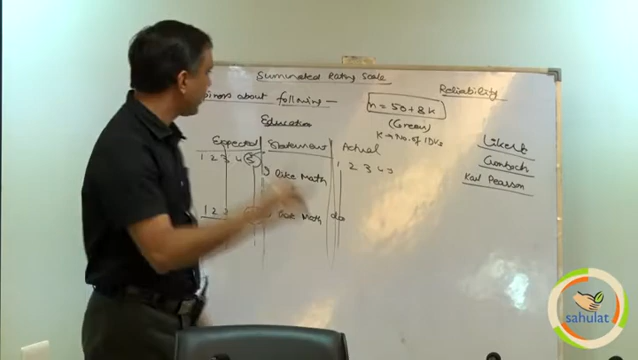 Summated Rating Scale
about following —
Education
Reliability
n = 50 + 8k
(Green)
K → No. of IDVs
Expected Statement Actual
1 2 3 4 5
1 2 3 4 5
Like Math
1 2 3
Math
do
Likert
Cronbach
Karl Pearson
sahulat